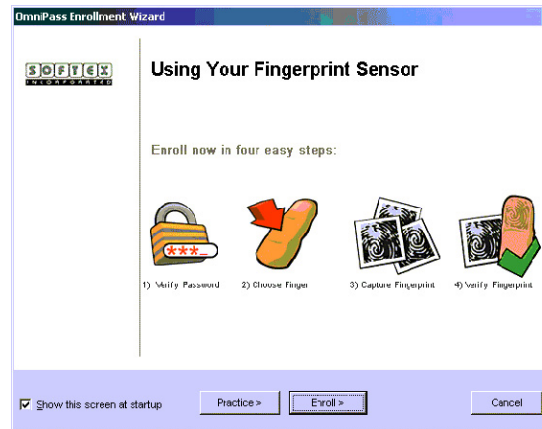 OmniPass Enrollment Wizard
SOFTEX
INCORPORATED
Using Your Fingerprint Sensor
Enroll now in four easy steps:
***_
1) Verify Password 2) Choose Finger 3) Capture Fingerprint 4) Verify Fingerprint
Show this screen at startup Practice > Enroll > Cancel